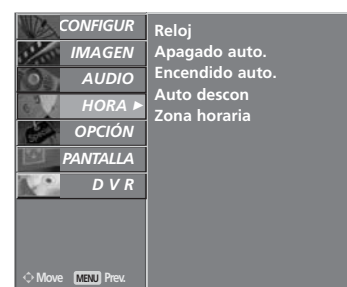 CONFIGUR
IMAGEN
AUDIO
HORA ►
OPCIÓN
PANTALLA
D V R
Reloj
Apagado auto.
Encendido auto.
Auto descon
Zona horaria
Move MENU Prev.